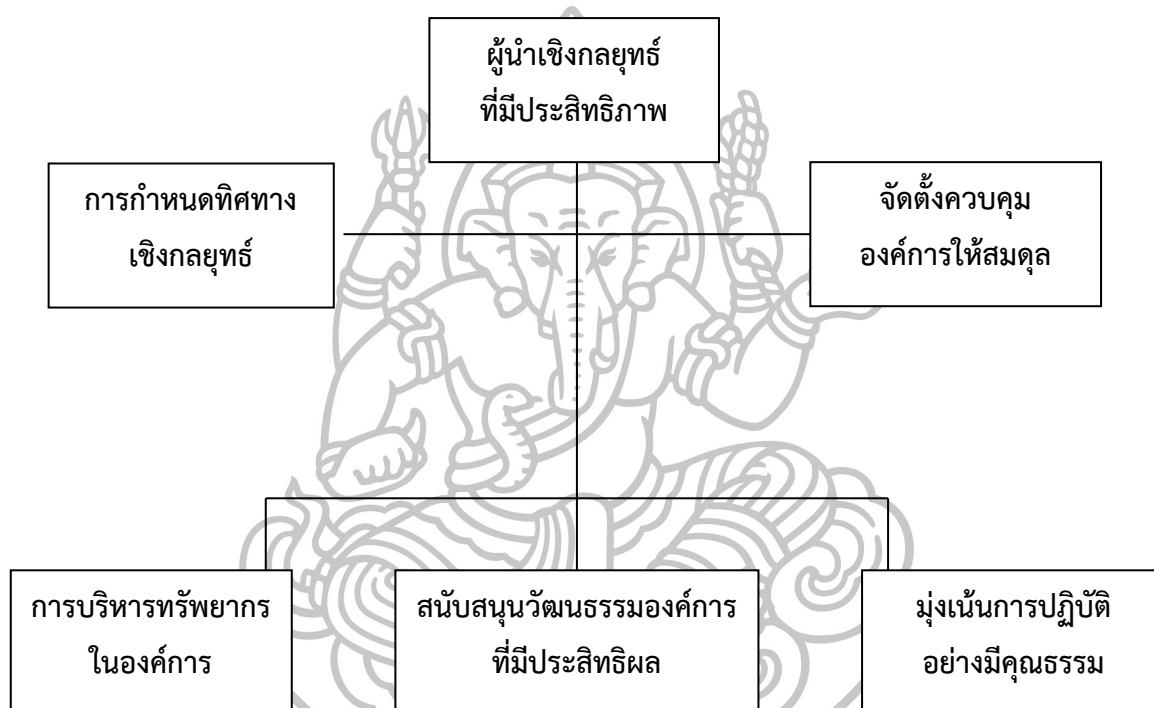 ผู้นำเชิงกลยุทธ์
ที่มีประสิทธิภาพ
การกำหนดทิศทาง
เชิงกลยุทธ์
จัดตั้งควบคุม
องค์การให้สมดุล
การบริหารทรัพยากร
ในองค์การ
สนับสนุนวัฒนธรรมองค์การ
ที่มีประสิทธิผล
มุ่งเน้นการปฏิบัติ
อย่างมีคุณธรรม